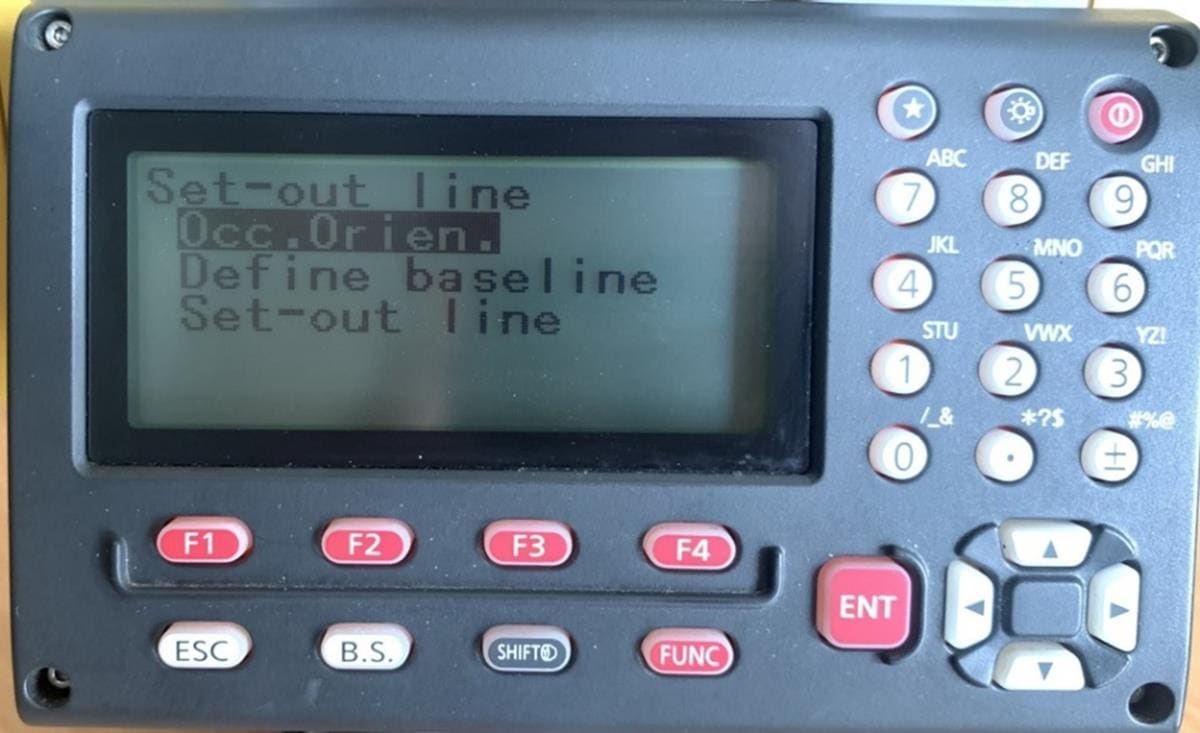 Set-out line
Occ.Orien.
Define baseline
Set-out line
ABC DEF GHI
7 8 9
JKL MNO PQR
4 5 6
STU VWX YZ!
1 2 3
/_& *?$ #%@
0 . ±
F1 F2 F3 F4
ENT
ESC B.S. SHIFT FUNC